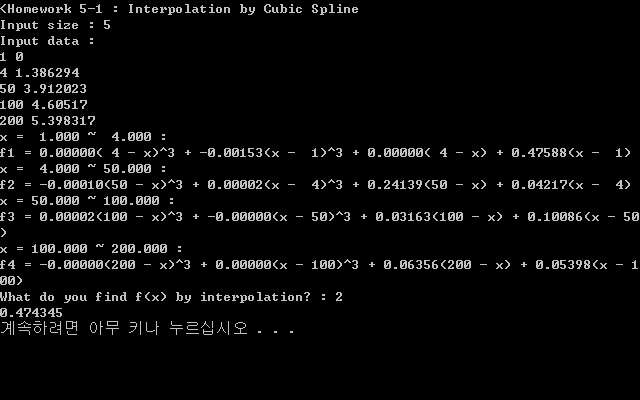 <Homework 5-1 : Interpolation by Cubic Spline
Input size : 5
Input data :
1 0
4 1.386294
50 3.912023
100 4.60517
200 5.398317
x =  1.000 ~  4.000 :
f1 = 0.00000( 4 - x)^3 + -0.00153(x -  1)^3 + 0.00000( 4 - x) + 0.47588(x -  1)
x =  4.000 ~ 50.000 :
f2 = -0.00010(50 - x)^3 + 0.00002(x -  4)^3 + 0.24139(50 - x) + 0.04217(x -  4)
x = 50.000 ~ 100.000 :
f3 = 0.00002(100 - x)^3 + -0.00000(x - 50)^3 + 0.03163(100 - x) + 0.10086(x - 50
)
x = 100.000 ~ 200.000 :
f4 = -0.00000(200 - x)^3 + 0.00000(x - 100)^3 + 0.06356(200 - x) + 0.05398(x - 1
00)
What do you find f(x) by interpolation? : 2
0.474345
계속하려면 아무 키나 누르십시오 . . .